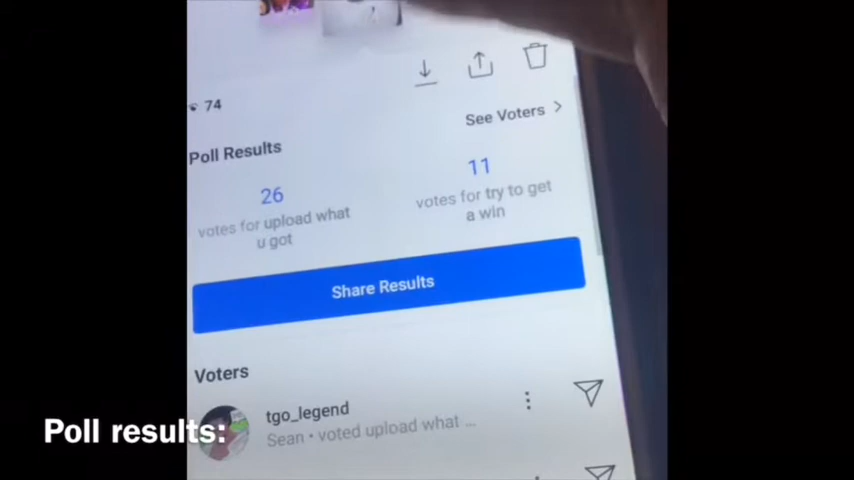 74
See Voters >
Poll Results
26
11
votes for upload what
u got
votes for try to get
a win
Share Results
Voters
tgo_legend
Sean • voted upload what ...
Poll results: